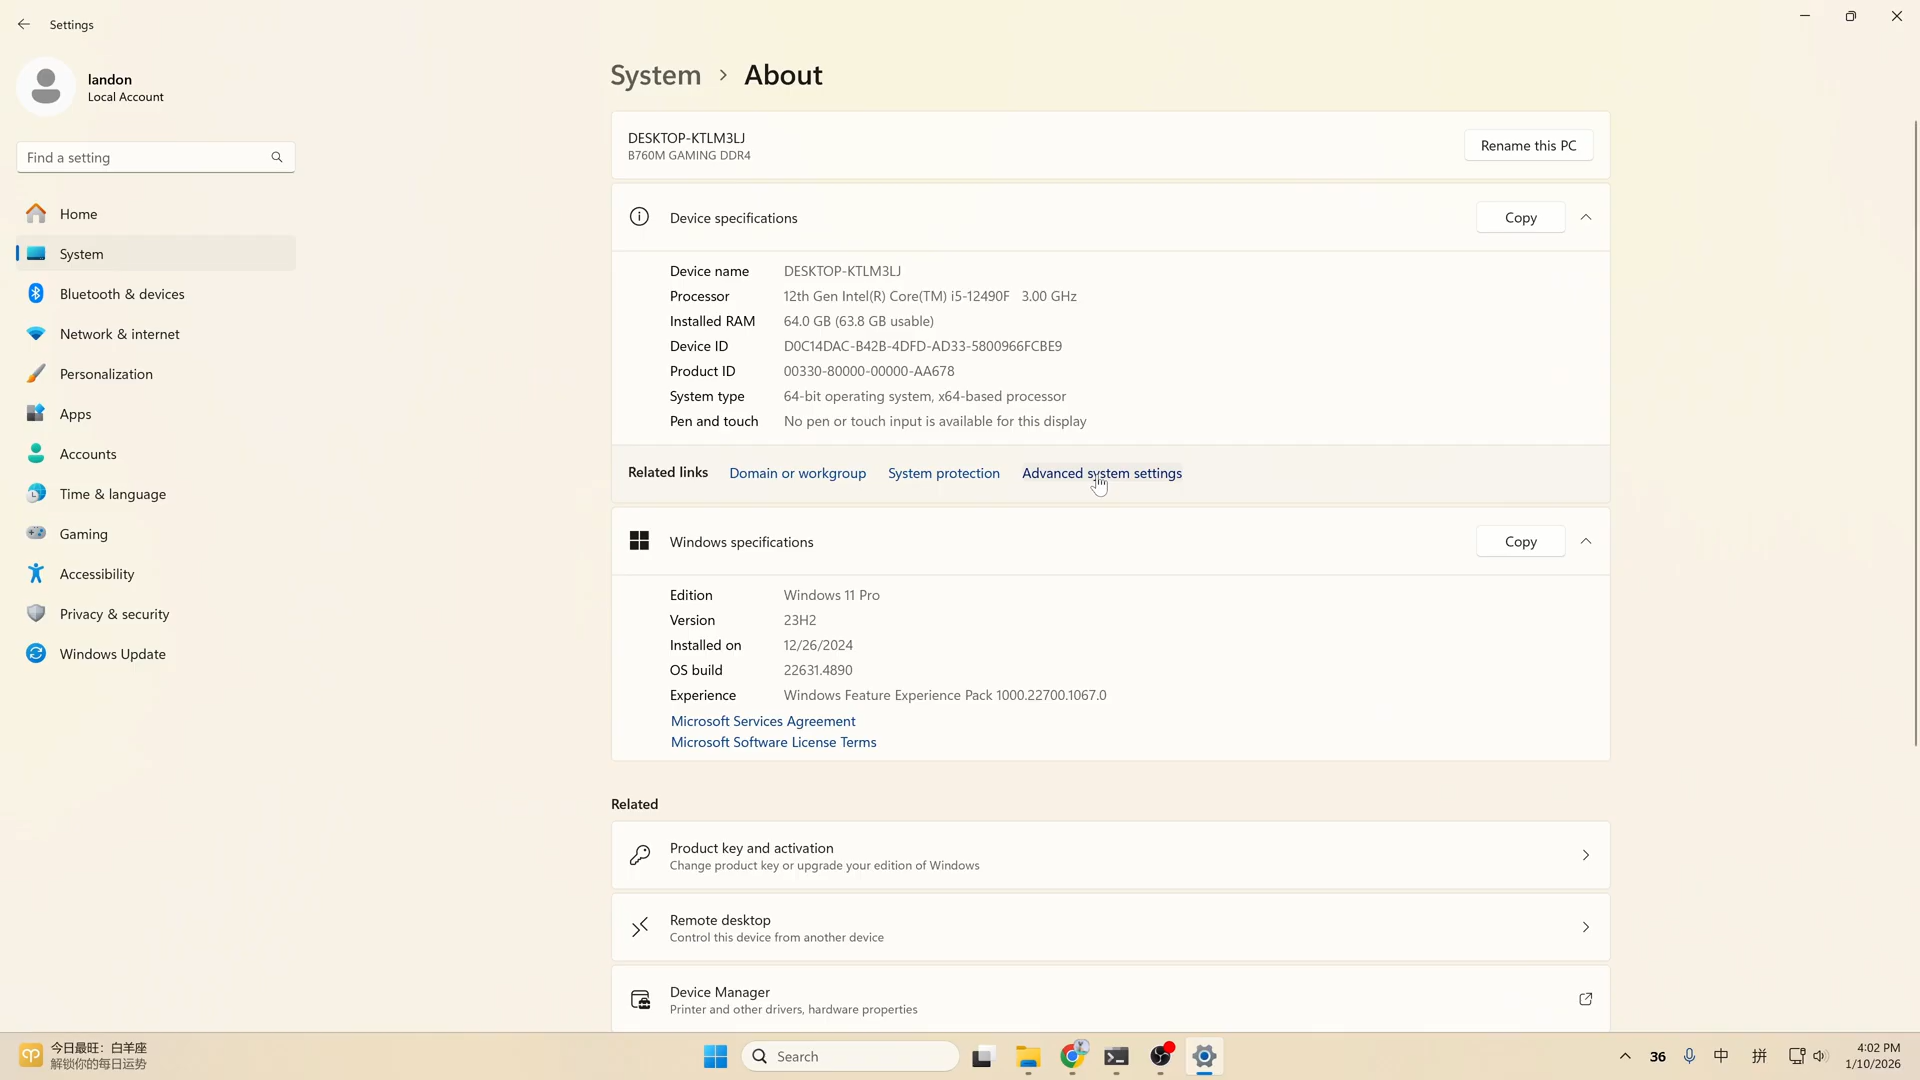 Settings
landon
Local Account
Find a setting
Home
System
Bluetooth & devices
Network & internet
Personalization
Apps
Accounts
Time & language
Gaming
Accessibility
Privacy & security
Windows Update
System > About
DESKTOP-KTLM3LJ
B760M GAMING DDR4
Rename this PC
Device specifications
Copy
Device name DESKTOP-KTLM3LJ
Processor 12th Gen Intel(R) Core(TM) i5-12490F 3.00 GHz
Installed RAM 64.0 GB (63.8 GB usable)
Device ID D0C14DAC-B42B-4DFD-AD33-5800966FCBE9
Product ID 00330-80000-00000-AA678
System type 64-bit operating system, x64-based processor
Pen and touch No pen or touch input is available for this display
Related links Domain or workgroup System protection Advanced system settings
Windows specifications
Copy
Edition Windows 11 Pro
Version 23H2
Installed on 12/26/2024
OS build 22631.4890
Experience Windows Feature Experience Pack 1000.22700.1067.0
Microsoft Services Agreement
Microsoft Software License Terms
Related
Product key and activation
Change product key or upgrade your edition of Windows
Remote desktop
Control this device from another device
Device Manager
Printer and other drivers, hardware properties
今日最旺：白羊座
解锁你的每日运势
Search
36
中
拼
4:02 PM
1/10/2026